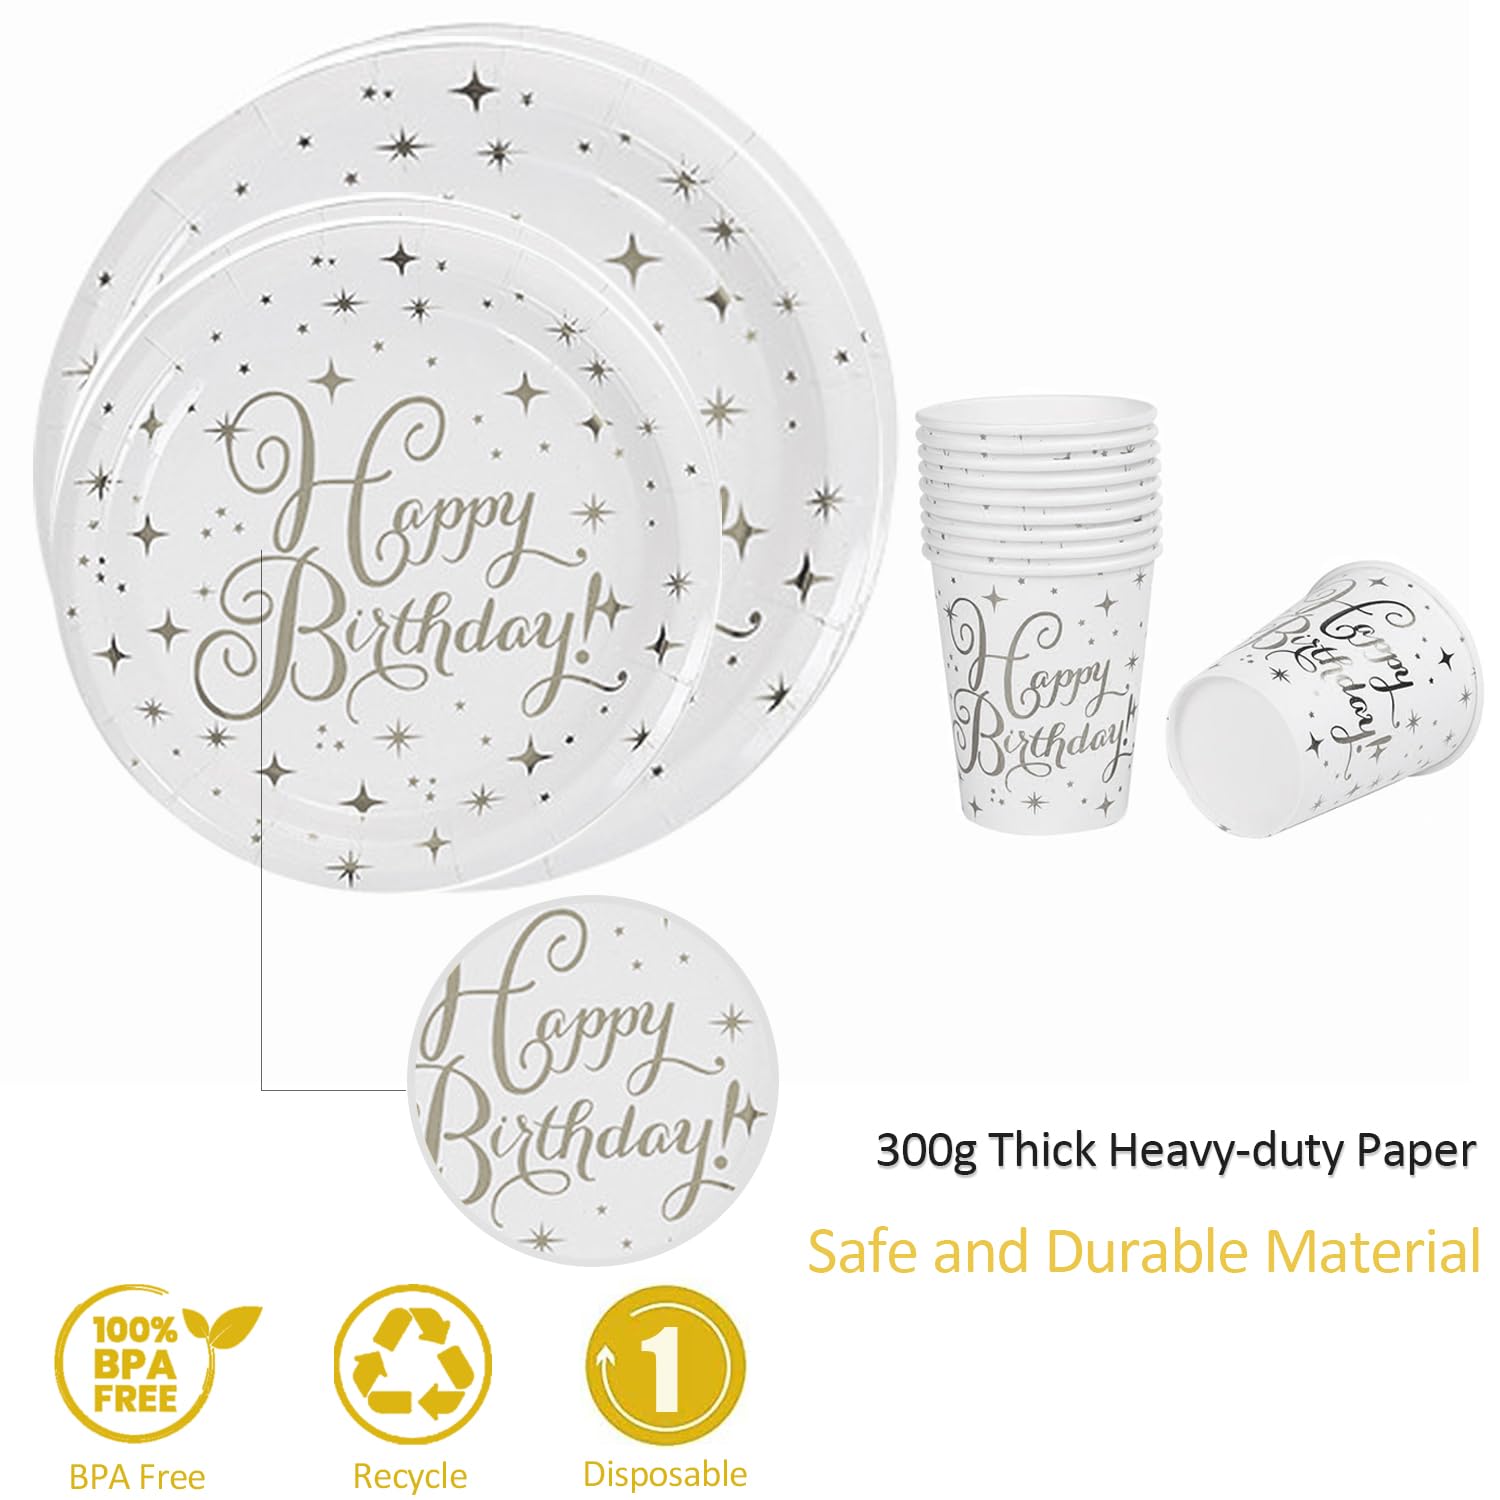 Happy
Birthday!
Happy
Birthday!
Happy
Birthday!
Happy
Birthday!
300g Thick Heavy-duty Paper
Safe and Durable Material
100%
BPA
FREE
1
BPA Free
Recycle
Disposable